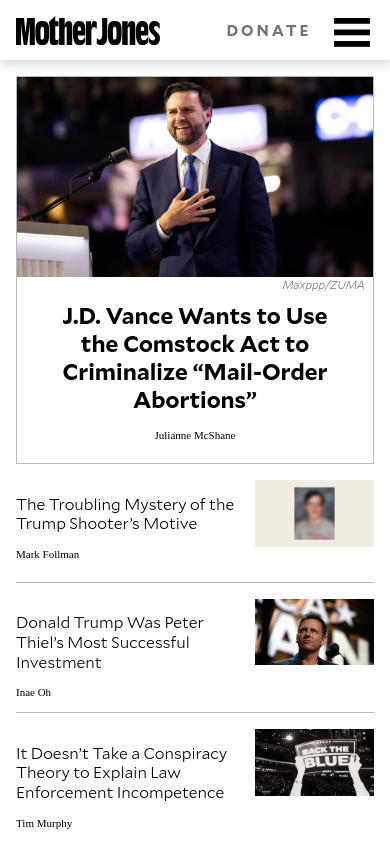 Mother Jones
DONATE
Maxppp/ZUMA
J.D. Vance Wants to Use
the Comstock Act to
Criminalize “Mail-Order
Abortions”
Julianne McShane
The Troubling Mystery of the
Trump Shooter’s Motive
Mark Follman
Donald Trump Was Peter
Thiel’s Most Successful
Investment
Inae Oh
It Doesn’t Take a Conspiracy
Theory to Explain Law
Enforcement Incompetence
Tim Murphy
BACK THE
BLUE